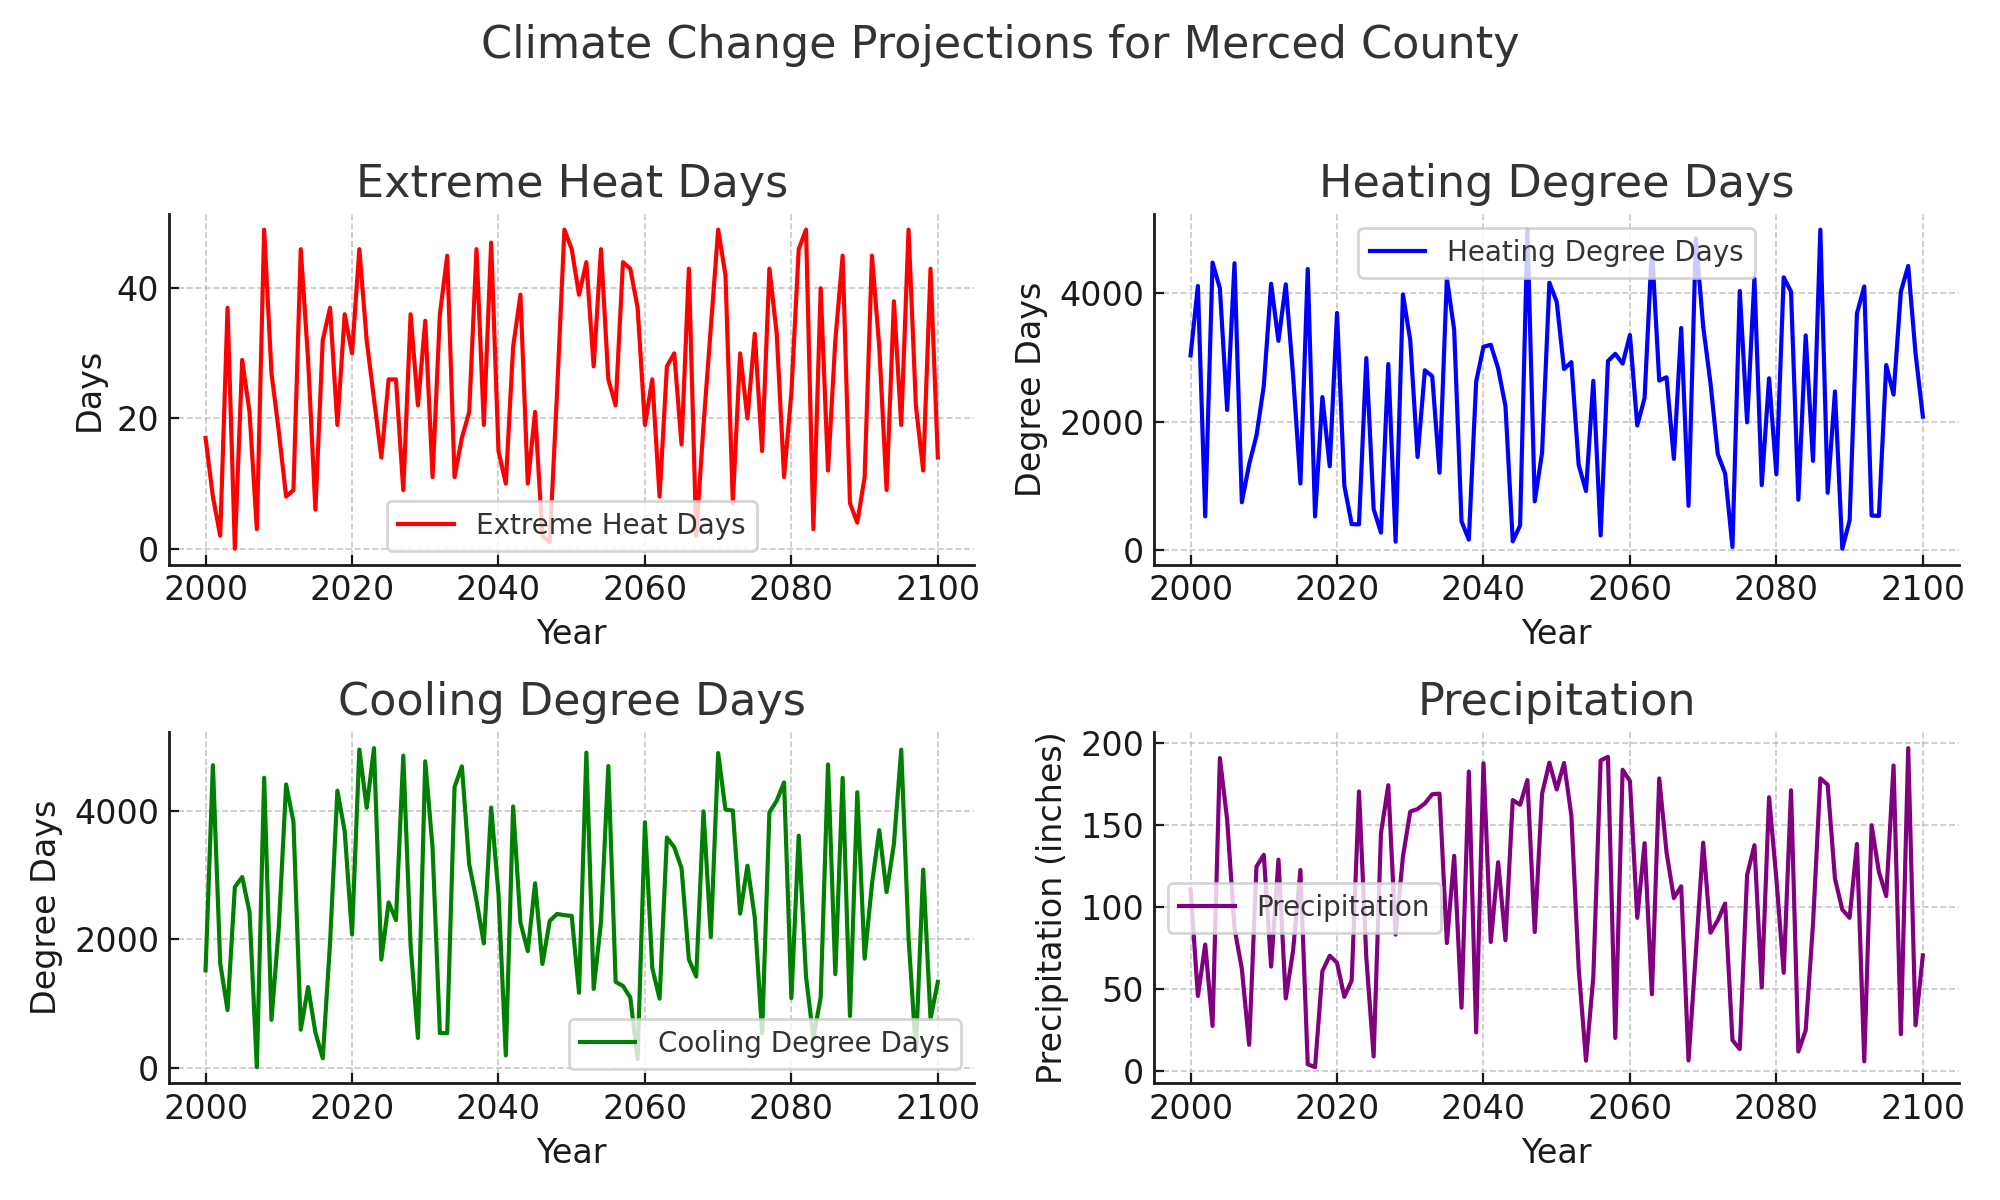 Climate Change Projections for Merced County
Extreme Heat Days
Days
40
20
0
Extreme Heat Days
2000 2020 2040 2060 2080 2100
Year
Heating Degree Days
Degree Days
4000
2000
0
Heating Degree Days
2000 2020 2040 2060 2080 2100
Year
Cooling Degree Days
Degree Days
4000
2000
0
Cooling Degree Days
2000 2020 2040 2060 2080 2100
Year
Precipitation
Precipitation (inches)
200
150
100
50
0
Precipitation
2000 2020 2040 2060 2080 2100
Year